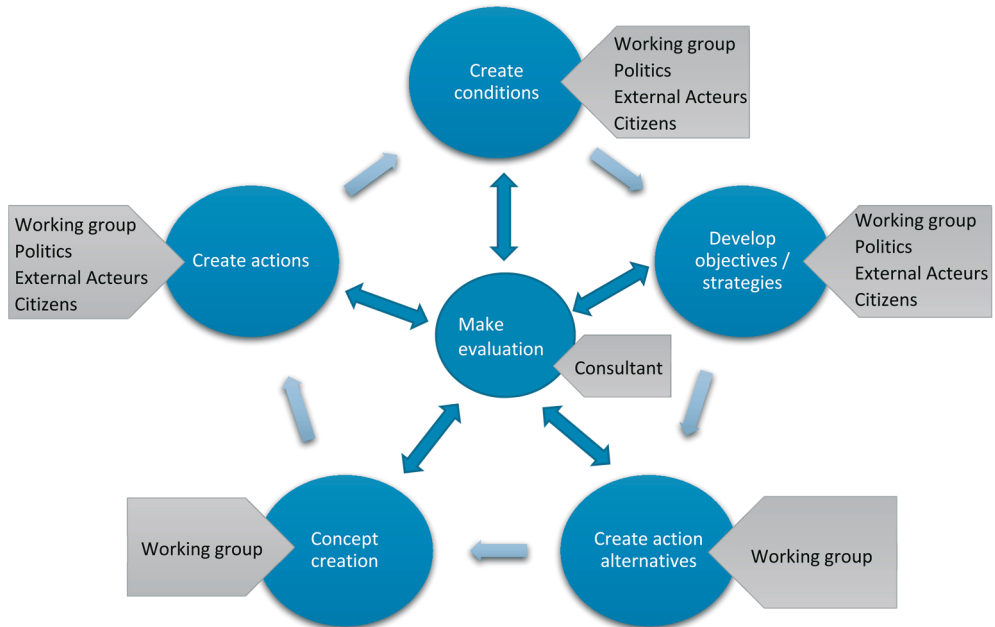 Create
conditions
Working group
Politics
External Acteurs
Citizens
Develop
objectives /
strategies
Working group
Politics
External Acteurs
Citizens
Create action
alternatives
Working group
Concept
creation
Working group
Create actions
Working group
Politics
External Acteurs
Citizens
Make
evaluation
Consultant